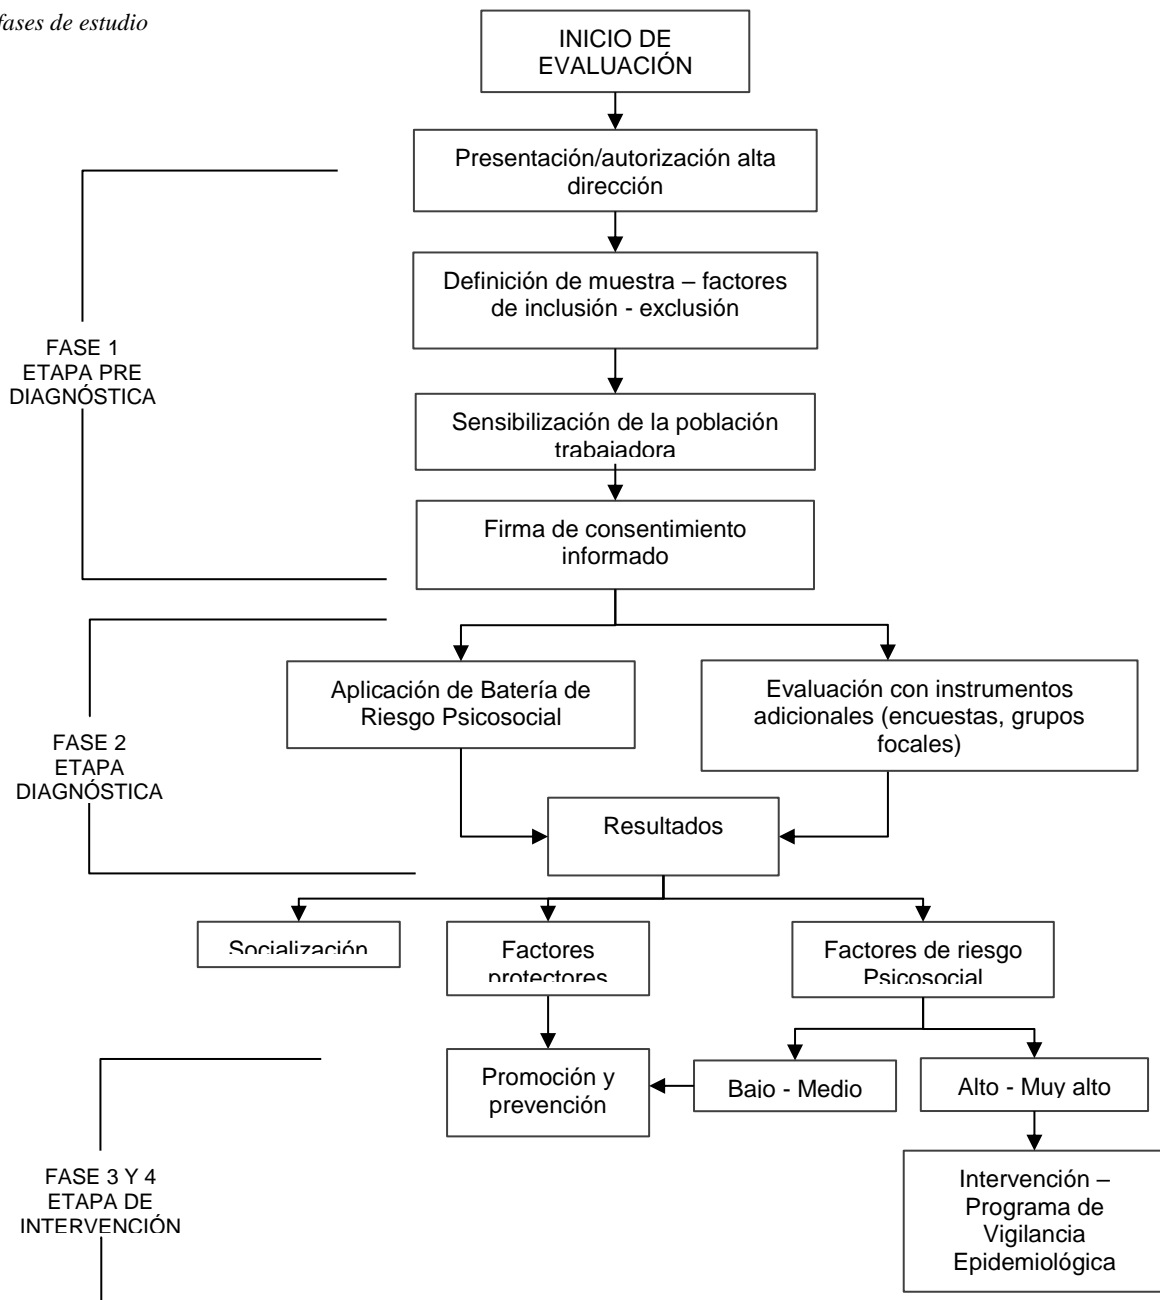 fases de estudio
INICIO DE
EVALUACIÓN
Presentación/autorización alta
dirección
Definición de muestra – factores
de inclusión - exclusión
FASE 1
ETAPA PRE
DIAGNÓSTICA
Sensibilización de la población
trabajadora
Firma de consentimiento
informado
Aplicación de Batería de
Riesgo Psicosocial
Evaluación con instrumentos
adicionales (encuestas, grupos
focales)
FASE 2
ETAPA
DIAGNÓSTICA
Resultados
Socialización
Factores
protectores
Factores de riesgo
Psicosocial
Promoción y
prevención
Bajo - Medio
Alto - Muy alto
FASE 3 Y 4
ETAPA DE
INTERVENCIÓN
Intervención –
Programa de
Vigilancia
Epidemiológica